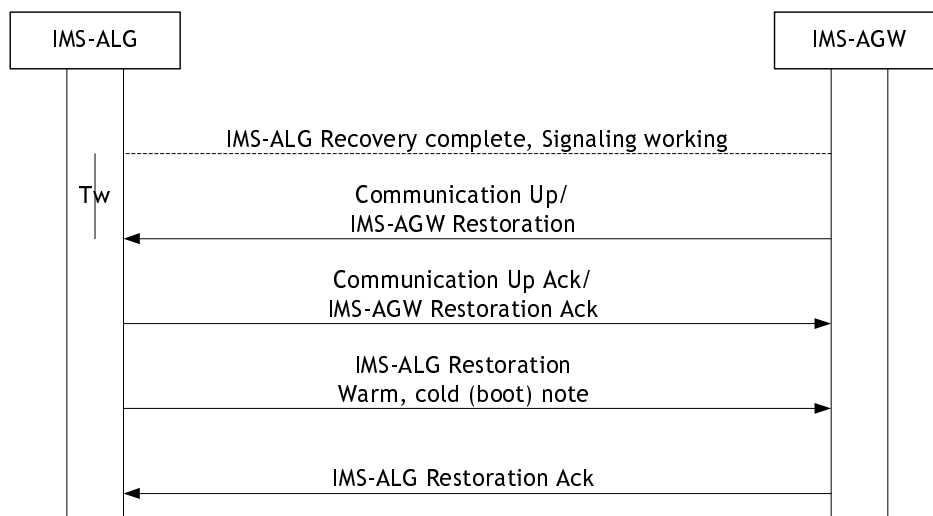 IMS-ALG
IMS-AGW
IMS-ALG Recovery complete, Signaling working
Tw
Communication Up/
IMS-AGW Restoration
Communication Up Ack/
IMS-AGW Restoration Ack
IMS-ALG Restoration
Warm, cold (boot) note
IMS-ALG Restoration Ack